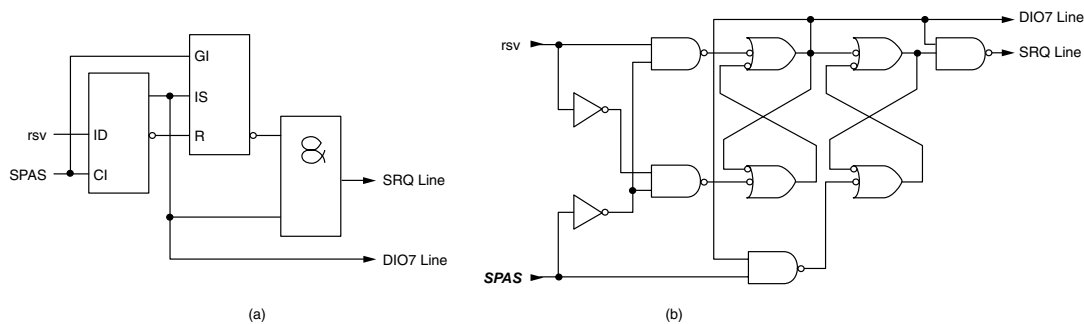 GI
IS
R
ID
CI
rsv
SPAS
&
SRQ Line
DIO7 Line
(a)
rsv
SPAS
DIO7 Line
SRQ Line
(b)